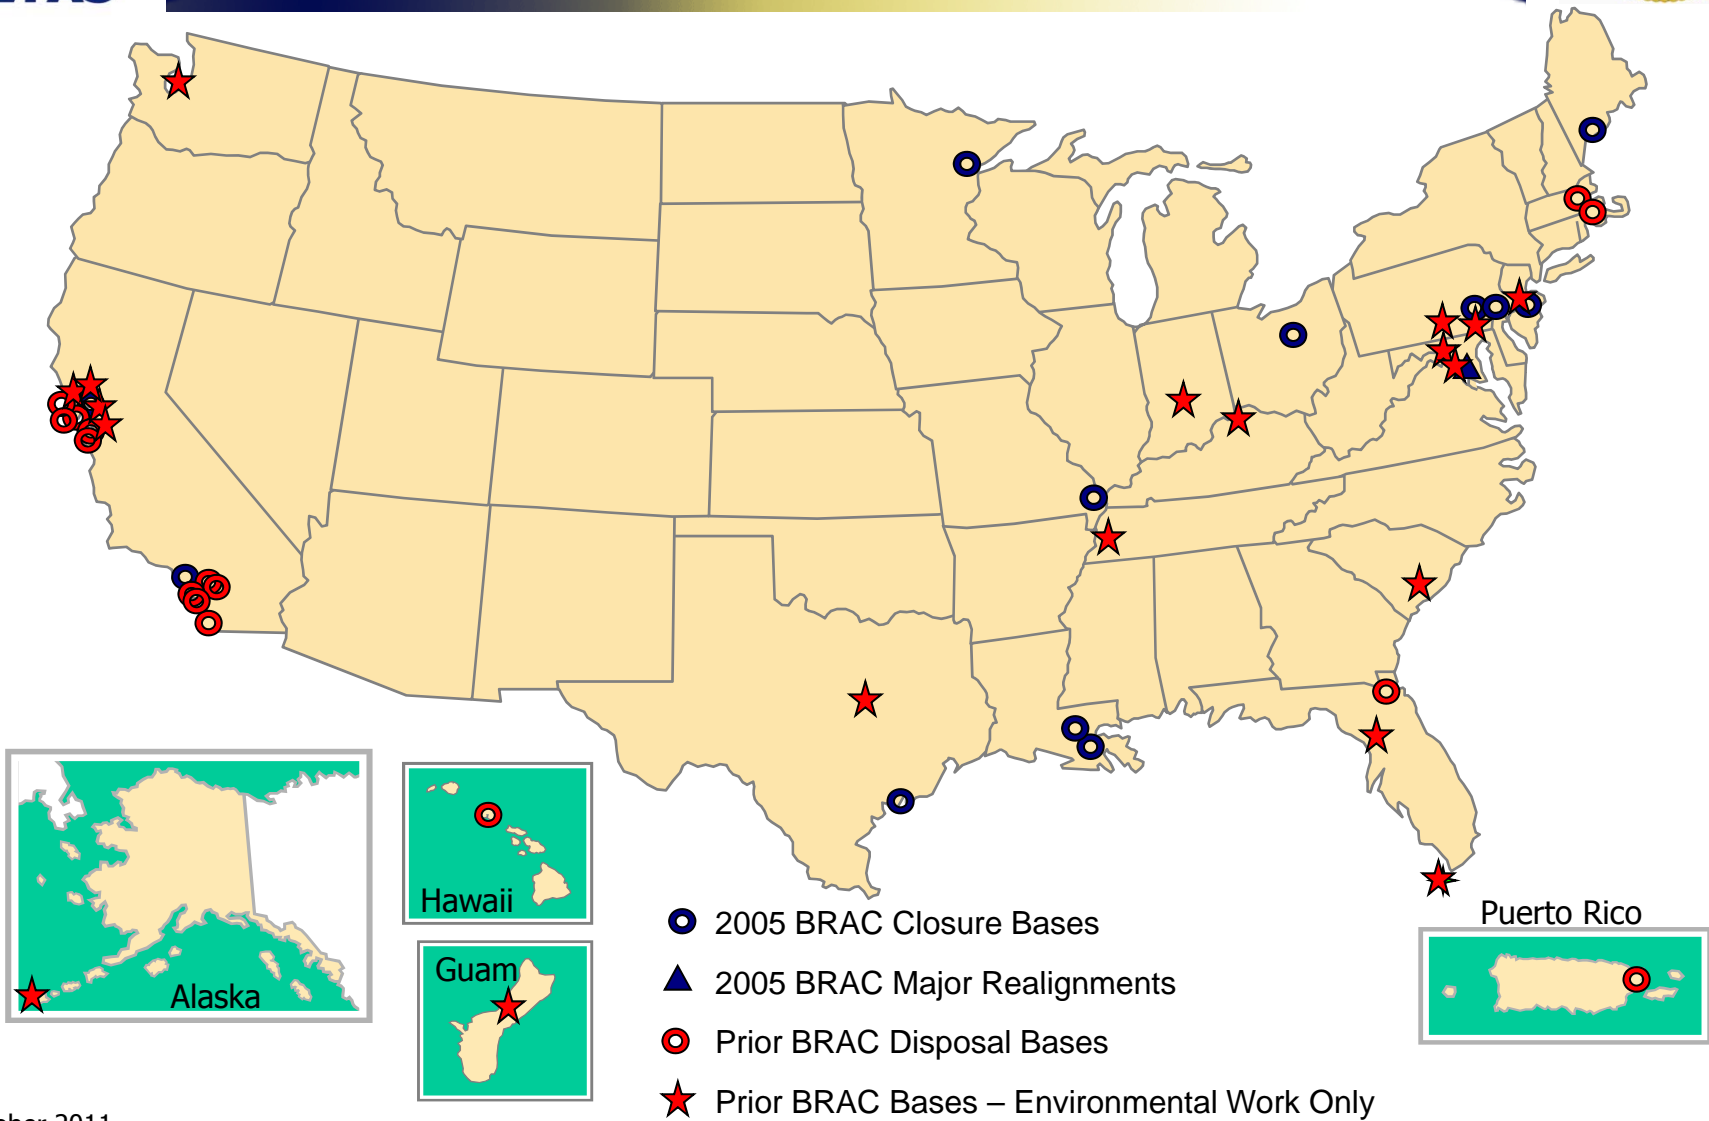 Hawaii
Guam
Alaska
Puerto Rico
2005 BRAC Closure Bases
2005 BRAC Major Realignments
Prior BRAC Disposal Bases
Prior BRAC Bases – Environmental Work Only
2011